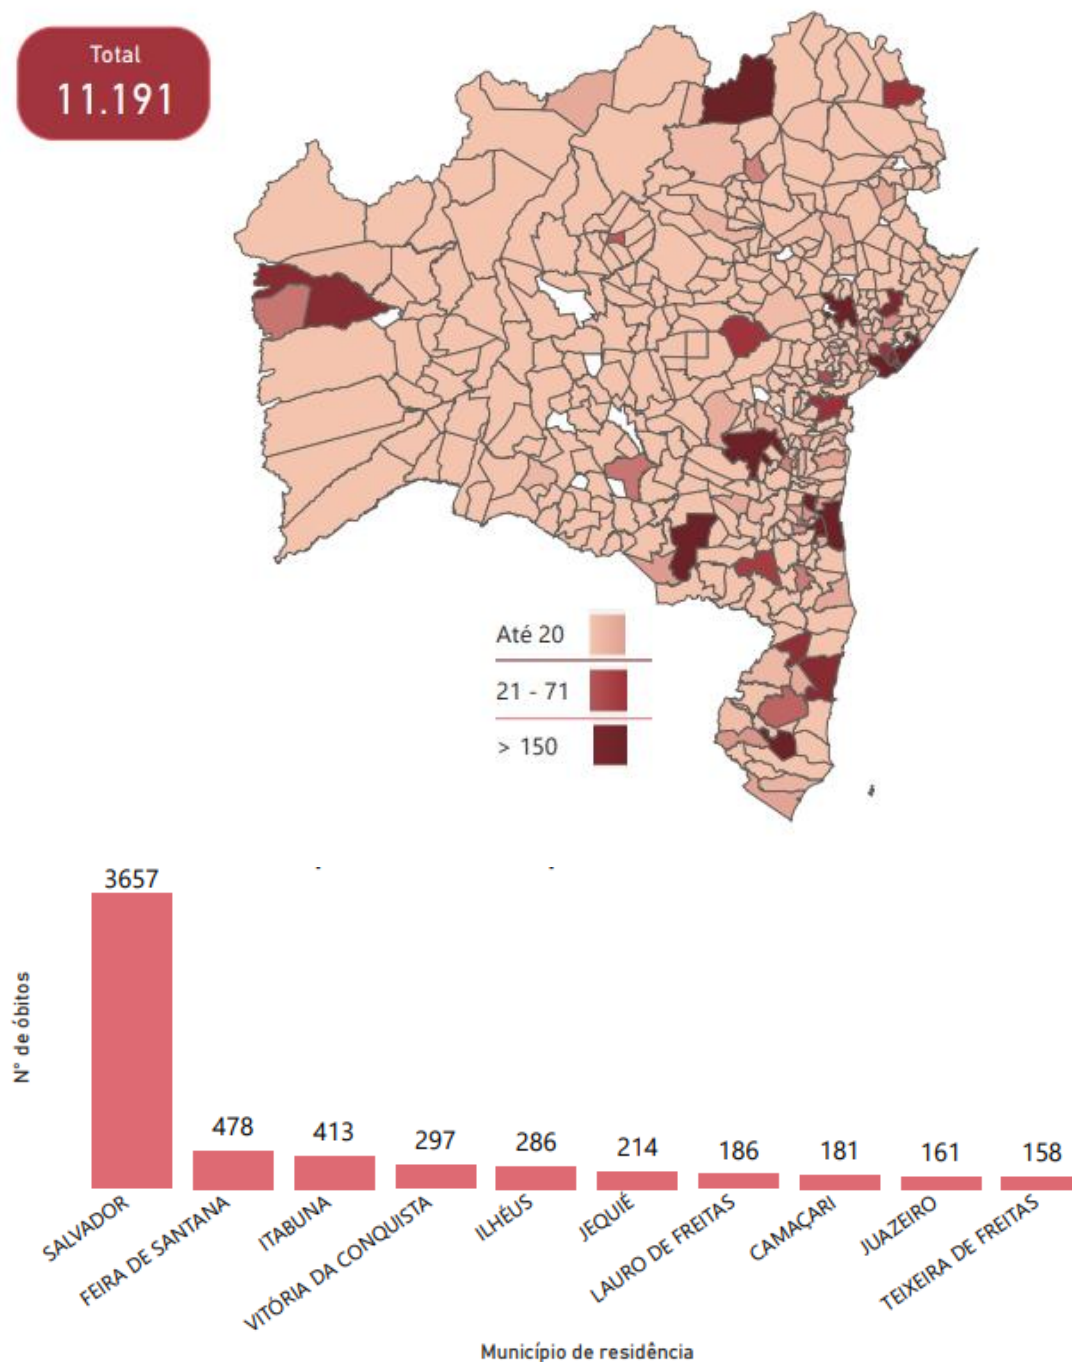 Total
11.191
Até 20
21 - 71
> 150
3657
478
413
297
286
214
186
181
161
158
N° de óbitos
SALVADOR
FEIRA DE SANTANA
ITABUNA
VITÓRIA DA CONQUISTA
ILHÉUS
JEQUIÉ
LAURO DE FREITAS
CAMAÇARI
JUAZEIRO
TEIXEIRA DE FREITAS
Município de residência